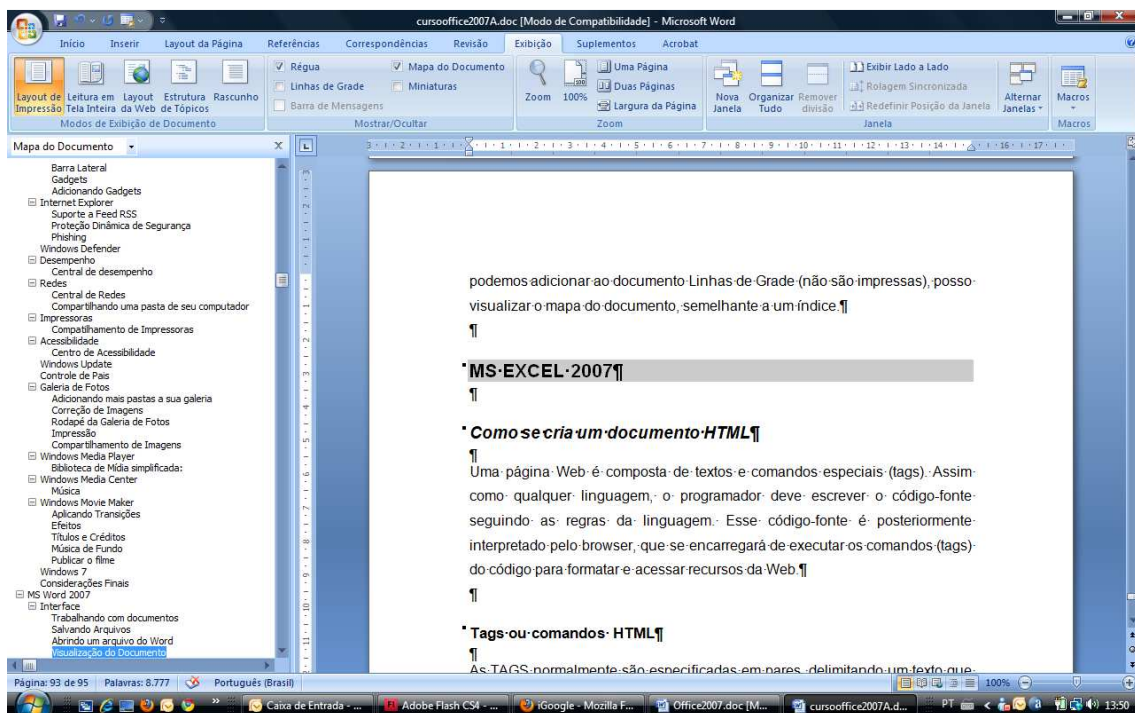 cursooffice2007A.doc [Modo de Compatibilidade] - Microsoft Word
Início Inserir Layout da Página Referências Correspondências Revisão Exibição Suplementos Acrobat
Layout de Impressão
Leitura em Tela Inteira
Layout da Web
Estrutura de Tópicos
Rascunho
Modos de Exibição de Documento
Régua
Linhas de Grade
Barra de Mensagens
Mapa do Documento
Miniaturas
Mostrar/Ocultar
Zoom
100%
Uma Página
Duas Páginas
Largura da Página
Zoom
Nova Janela
Organizar Tudo
Remover divisão
Exibir Lado a Lado
Rolagem Sincronizada
Redefinir Posição da Janela
Alternar Janelas
Janela
Macros
Macros
Mapa do Documento
Barra Lateral
Gadgets
Adicionando Gadgets
Internet Explorer
Suporte a Feed RSS
Proteção Dinâmica de Segurança
Phishing
Windows Defender
Desempenho
Central de desempenho
Redes
Central de Redes
Compartilhando uma pasta de seu computador
Impressoras
Compatilhamento de Impressoras
Acessibilidade
Centro de Acessibilidade
Windows Update
Controle de Pais
Galeria de Fotos
Adicionando mais pastas a sua galeria
Correção de Imagens
Rodapé da Galeria de Fotos
Impressão
Compartilhamento de Imagens
Windows Media Player
Biblioteca de Mídia simplificada:
Windows Media Center
Música
Windows Movie Maker
Aplicando Transições
Efeitos
Títulos e Créditos
Música de Fundo
Publicar o filme
Windows 7
Considerações Finais
MS Word 2007
Interface
Trabalhando com documentos
Salvando Arquivos
Abrindo um arquivo do Word
Visualização do Documento
podemos adicionar ao documento Linhas de Grade (não são impressas), posso
visualizar o mapa do documento, semelhante a um índice.¶
¶
MS EXCEL 2007¶
¶
Como se cria um documento HTML¶
¶
Uma página Web é composta de textos e comandos especiais (tags). Assim
como qualquer linguagem, o programador deve escrever o código-fonte
seguindo as regras da linguagem. Esse código-fonte é posteriormente
interpretado pelo browser, que se encarregará de executar os comandos (tags)
do código para formatar e acessar recursos da Web.¶
¶
Tags ou comandos HTML¶
¶
As TAGS normalmente são especificadas em pares, delimitando um texto que
Página: 93 de 95 Palavras: 8.777 Português (Brasil) 100%
Caixa de Entrada - ... Adobe Flash CS4 - ... iGoogle - Mozilla F... Office2007.doc [M... cursooffice2007A.d... PT 13:50